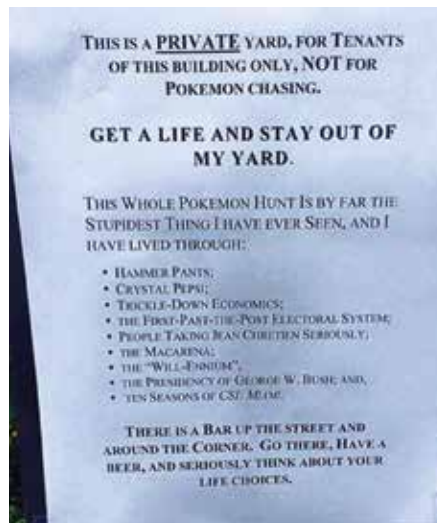 THIS IS A PRIVATE YARD, FOR TENANTS
OF THIS BUILDING ONLY, NOT FOR
POKEMON CHASING.
GET A LIFE AND STAY OUT OF
MY YARD.
THIS WHOLE POKEMON HUNT IS BY FAR THE
STUPIDEST THING I HAVE EVER SEEN, AND I
HAVE LIVED THROUGH:
• HAMMER PANTS;
• CRYSTAL PEPSI;
• TRICKLE-DOWN ECONOMICS;
• THE FIRST-PAST-THE-POST ELECTORAL SYSTEM;
• PEOPLE TAKING JEAN CHRETIEN SERIOUSLY;
• THE MACARENA;
• THE "WILL-ENNIUM",
• THE PRESIDENCY OF GEORGE W. BUSH; AND,
• TEN SEASONS OF CSI: MIAMI.
THERE IS A BAR UP THE STREET AND
AROUND THE CORNER. GO THERE, HAVE A
BEER, AND SERIOUSLY THINK ABOUT YOUR
LIFE CHOICES.